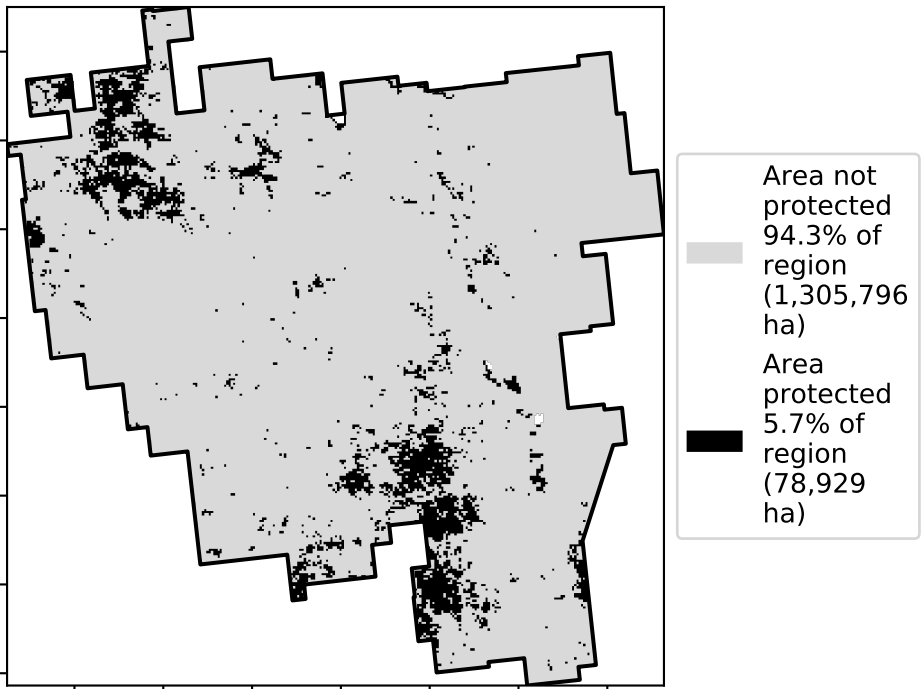 Area not
protected
94.3% of
region
(1,305,796
ha)
Area
protected
5.7% of
region
(78,929
ha)